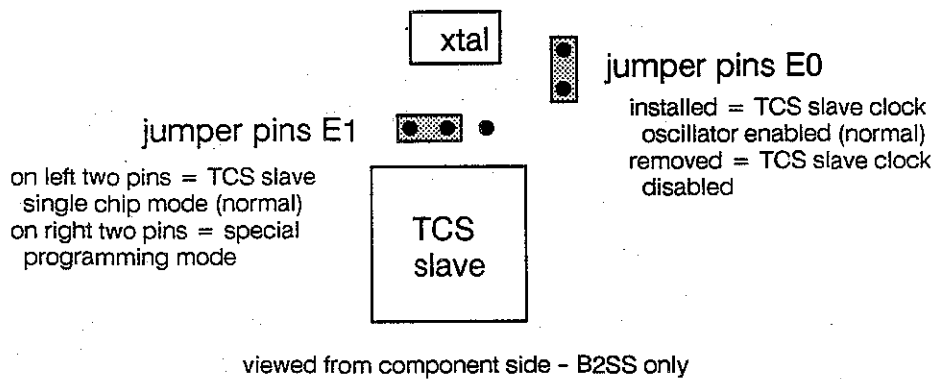 xtal
jumper pins E0
installed = TCS slave clock
oscillator enabled (normal)
removed = TCS slave clock
disabled
jumper pins E1
on left two pins = TCS slave
single chip mode (normal)
on right two pins = special
programming mode
TCS
slave
viewed from component side - B2SS only